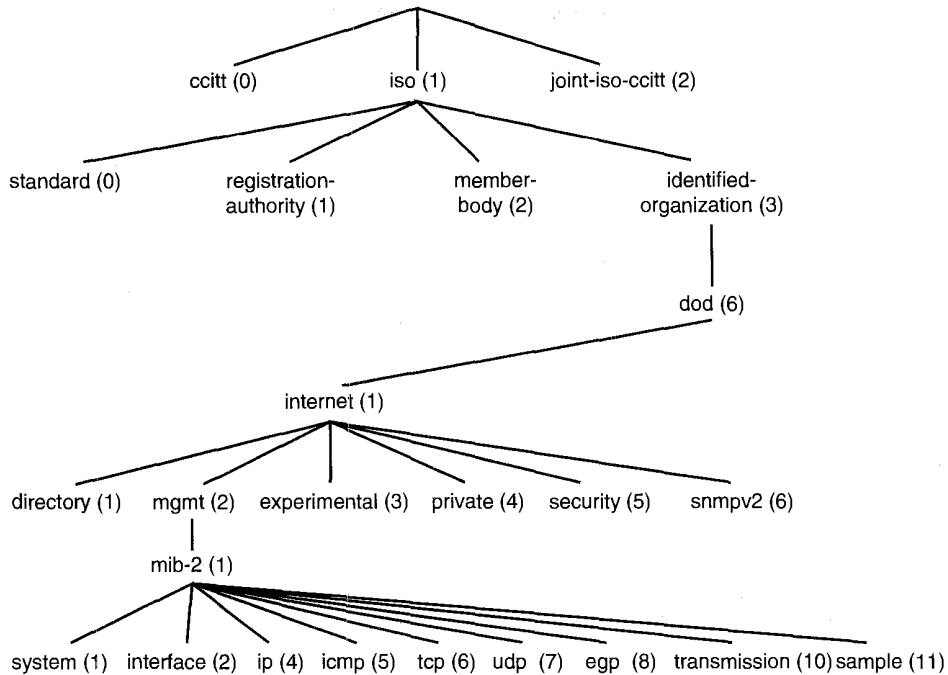 ccitt (0) iso (1) joint-iso-ccitt (2)
standard (0) registration- member- identified-
authority (1) body (2) organization (3)
dod (6)
internet (1)
directory (1) mgmt (2) experimental (3) private (4) security (5) snmpv2 (6)
mib-2 (1)
system (1) interface (2) ip (4) icmp (5) tcp (6) udp (7) egp (8) transmission (10) sample (11)